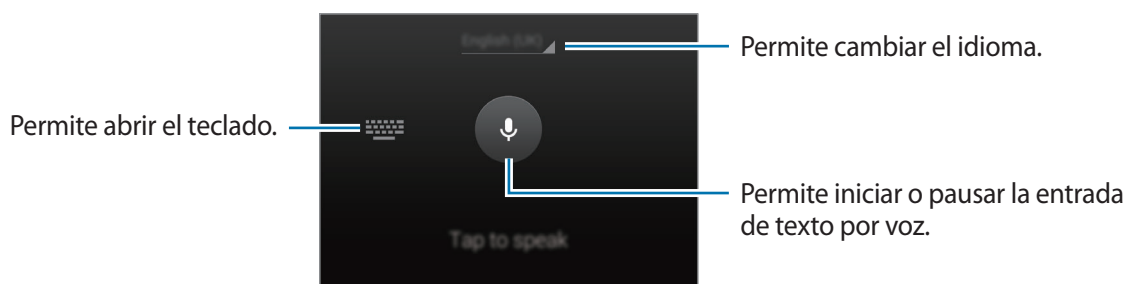 English (UK)
Permite cambiar el idioma.
Permite abrir el teclado.
Permite iniciar o pausar la entrada
de texto por voz.
Tap to speak